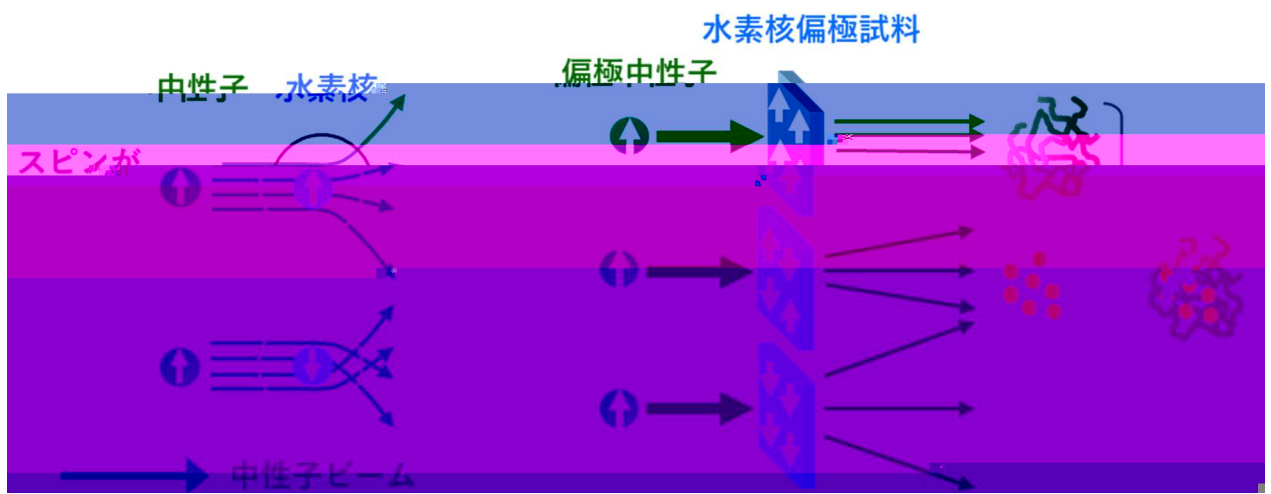 水素核偏極試料
偏極中性子
中性子 水素核
スピンが
中性子ビーム